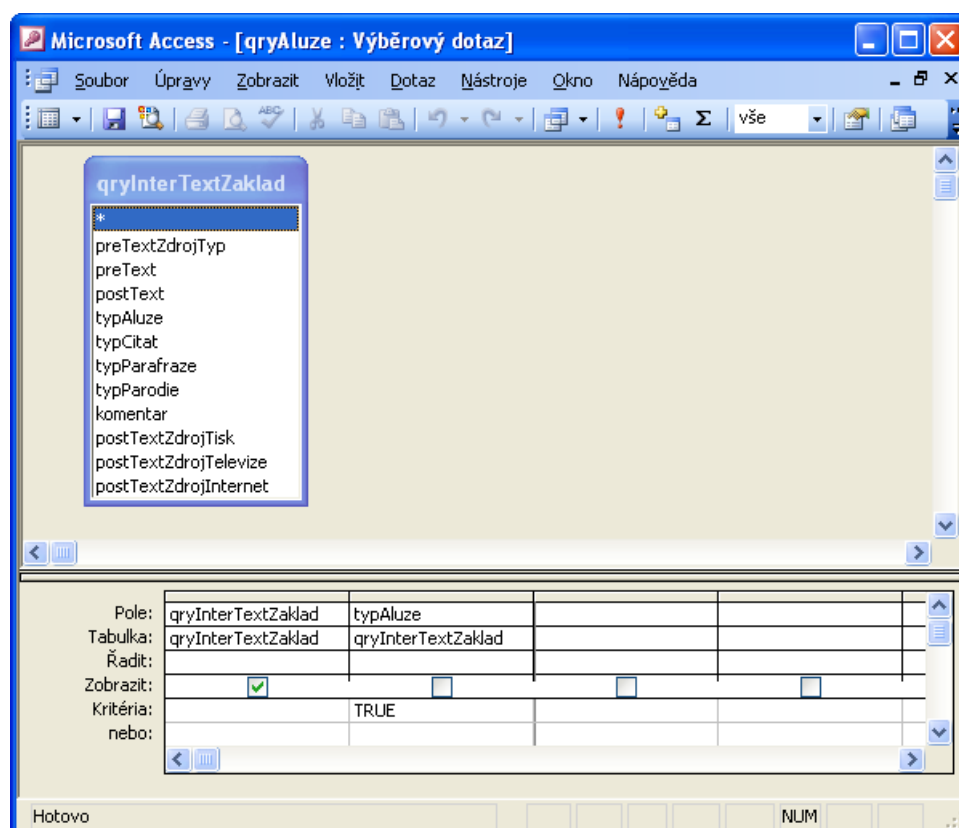 Microsoft Access - [qryAluze : Výběrový dotaz]
Soubor Úpravy Zobrazit Vložit Dotaz Nástroje Okno Nápověda
ABC Σ vše
qryInterTextZaklad
*
preTextZdrojTyp
preText
postText
typAluze
typCitat
typParafraze
typParodie
komentar
postTextZdrojTisk
postTextZdrojTelevize
postTextZdrojInternet
Pole: qryInterTextZaklad typAluze
Tabulka: qryInterTextZaklad qryInterTextZaklad
Řadit:
Zobrazit:
Kritéria: TRUE
nebo:
Hotovo NUM